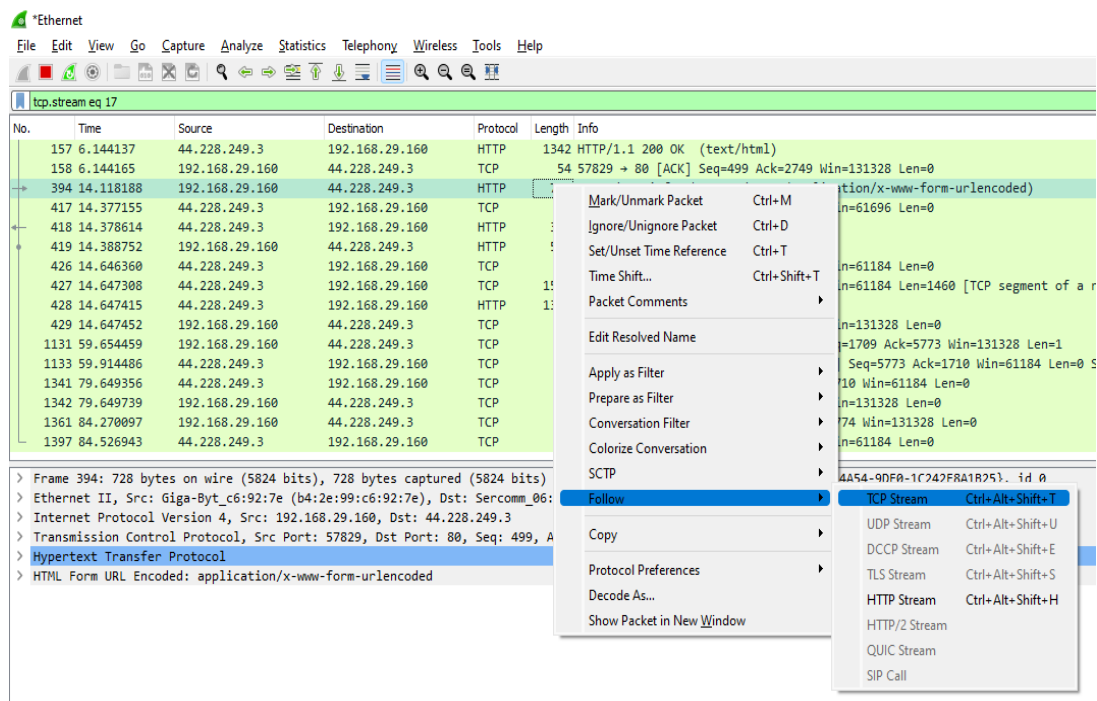 *Ethernet
File Edit View Go Capture Analyze Statistics Telephony Wireless Tools Help
tcp.stream eq 17
No. Time Source Destination Protocol Length Info
157 6.144137 44.228.249.3 192.168.29.160 HTTP 1342 HTTP/1.1 200 OK (text/html)
158 6.144165 192.168.29.160 44.228.249.3 TCP 54 57829 → 80 [ACK] Seq=499 Ack=2749 Win=131328 Len=0
394 14.118188 192.168.29.160 44.228.249.3 HTTP ation/x-www-form-urlencoded)
417 14.377155 44.228.249.3 192.168.29.160 TCP in=61696 Len=0
418 14.378614 44.228.249.3 192.168.29.160 HTTP
419 14.388752 192.168.29.160 44.228.249.3 HTTP
426 14.646360 44.228.249.3 192.168.29.160 TCP in=61184 Len=0
427 14.647308 44.228.249.3 192.168.29.160 TCP 15 in=61184 Len=1460 [TCP segment of a r
428 14.647415 44.228.249.3 192.168.29.160 HTTP 13
429 14.647452 192.168.29.160 44.228.249.3 TCP in=131328 Len=0
1131 59.654459 192.168.29.160 44.228.249.3 TCP =1709 Ack=5773 Win=131328 Len=1
1133 59.914486 44.228.249.3 192.168.29.160 TCP Seq=5773 Ack=1710 Win=61184 Len=0 S
1341 79.649356 44.228.249.3 192.168.29.160 TCP 710 Win=61184 Len=0
1342 79.649739 192.168.29.160 44.228.249.3 TCP in=131328 Len=0
1361 84.270097 192.168.29.160 44.228.249.3 TCP 774 Win=131328 Len=0
1397 84.526943 44.228.249.3 192.168.29.160 TCP in=61184 Len=0
Mark/Unmark Packet Ctrl+M
Ignore/Unignore Packet Ctrl+D
Set/Unset Time Reference Ctrl+T
Time Shift... Ctrl+Shift+T
Packet Comments
Edit Resolved Name
Apply as Filter
Prepare as Filter
Conversation Filter
Colorize Conversation
SCTP
Follow
Copy
Protocol Preferences
Decode As...
Show Packet in New Window
TCP Stream Ctrl+Alt+Shift+T
UDP Stream Ctrl+Alt+Shift+U
DCCP Stream Ctrl+Alt+Shift+E
TLS Stream Ctrl+Alt+Shift+S
HTTP Stream Ctrl+Alt+Shift+H
HTTP/2 Stream
QUIC Stream
SIP Call
Frame 394: 728 bytes on wire (5824 bits), 728 bytes captured (5824 bits)
Ethernet II, Src: Giga-Byt_c6:92:7e (b4:2e:99:c6:92:7e), Dst: Sercomm_06:
Internet Protocol Version 4, Src: 192.168.29.160, Dst: 44.228.249.3
Transmission Control Protocol, Src Port: 57829, Dst Port: 80, Seq: 499, A
Hypertext Transfer Protocol
HTML Form URL Encoded: application/x-www-form-urlencoded